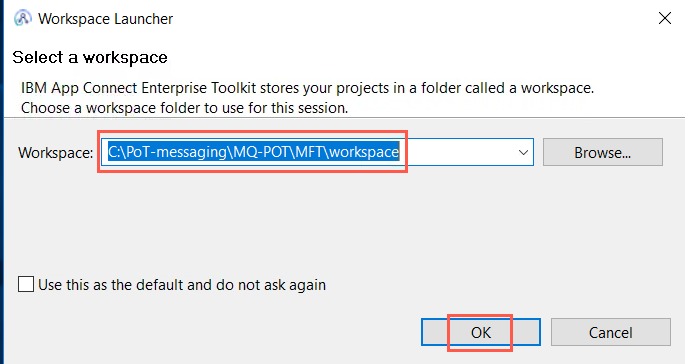 Workspace Launcher
Select a workspace
IBM App Connect Enterprise Toolkit stores your projects in a folder called a workspace.
Choose a workspace folder to use for this session.
Workspace: C:\PoT-messaging\MQ-POT\MFT\workspace Browse...
Use this as the default and do not ask again
OK Cancel